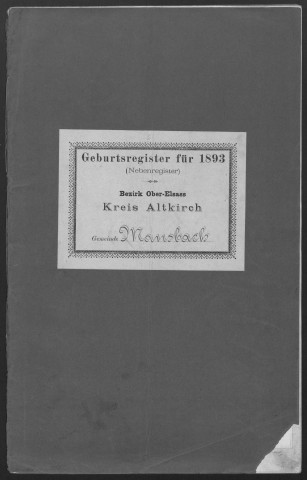 Geburtsregister für 1893
(Nebenregister)
Bezirk Ober-Elsass
Kreis Altkirch
Gemeinde Mansbach